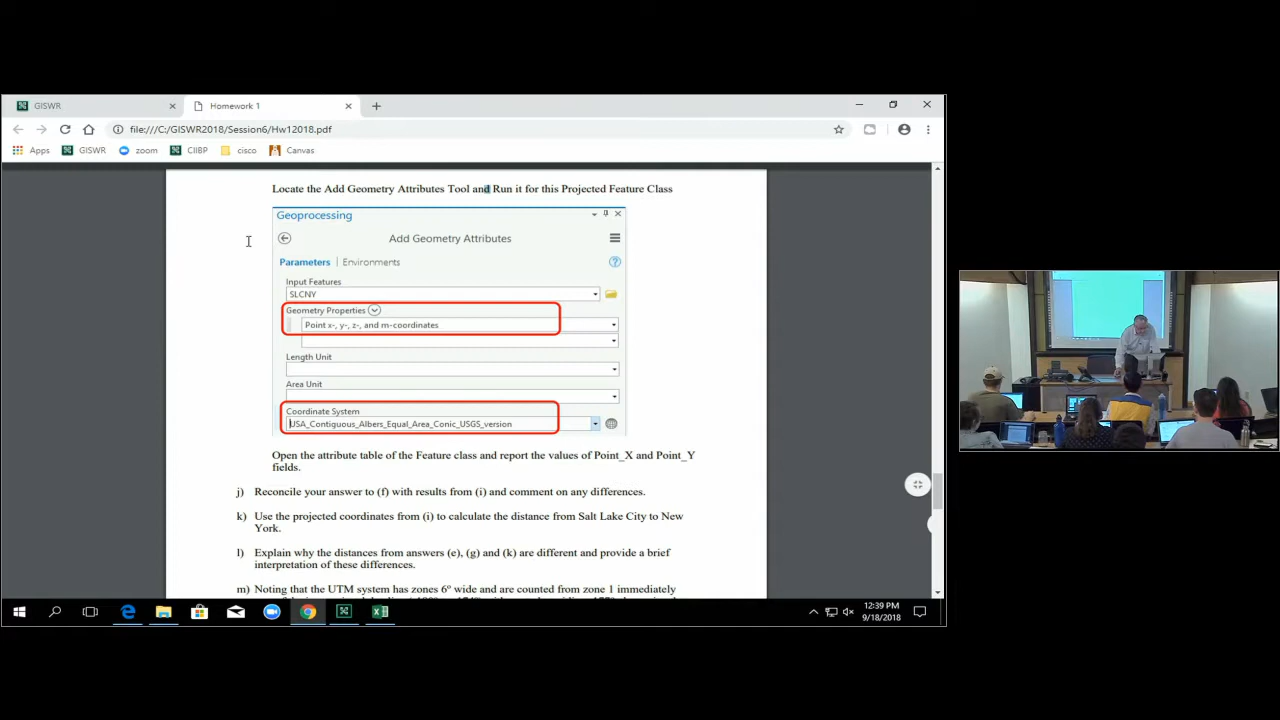 GISWR
Homework 1
file:///C:/GISWR2018/Session6/Hw12018.pdf
Apps GISWR zoom CIIBP cisco Canvas
Locate the Add Geometry Attributes Tool and Run it for this Projected Feature Class
Geoprocessing
Add Geometry Attributes
Parameters | Environments
Input Features
SLCNY
Geometry Properties
Point x-, y-, z-, and m-coordinates
Length Unit
Area Unit
Coordinate System
USA_Contiguous_Albers_Equal_Area_Conic_USGS_version
Open the attribute table of the Feature class and report the values of Point_X and Point_Y
fields.
j) Reconcile your answer to (f) with results from (i) and comment on any differences.
k) Use the projected coordinates from (i) to calculate the distance from Salt Lake City to New
York.
l) Explain why the distances from answers (e), (g) and (k) are different and provide a brief
interpretation of these differences.
m) Noting that the UTM system has zones 6° wide and are counted from zone 1 immediately
12:39 PM
9/18/2018